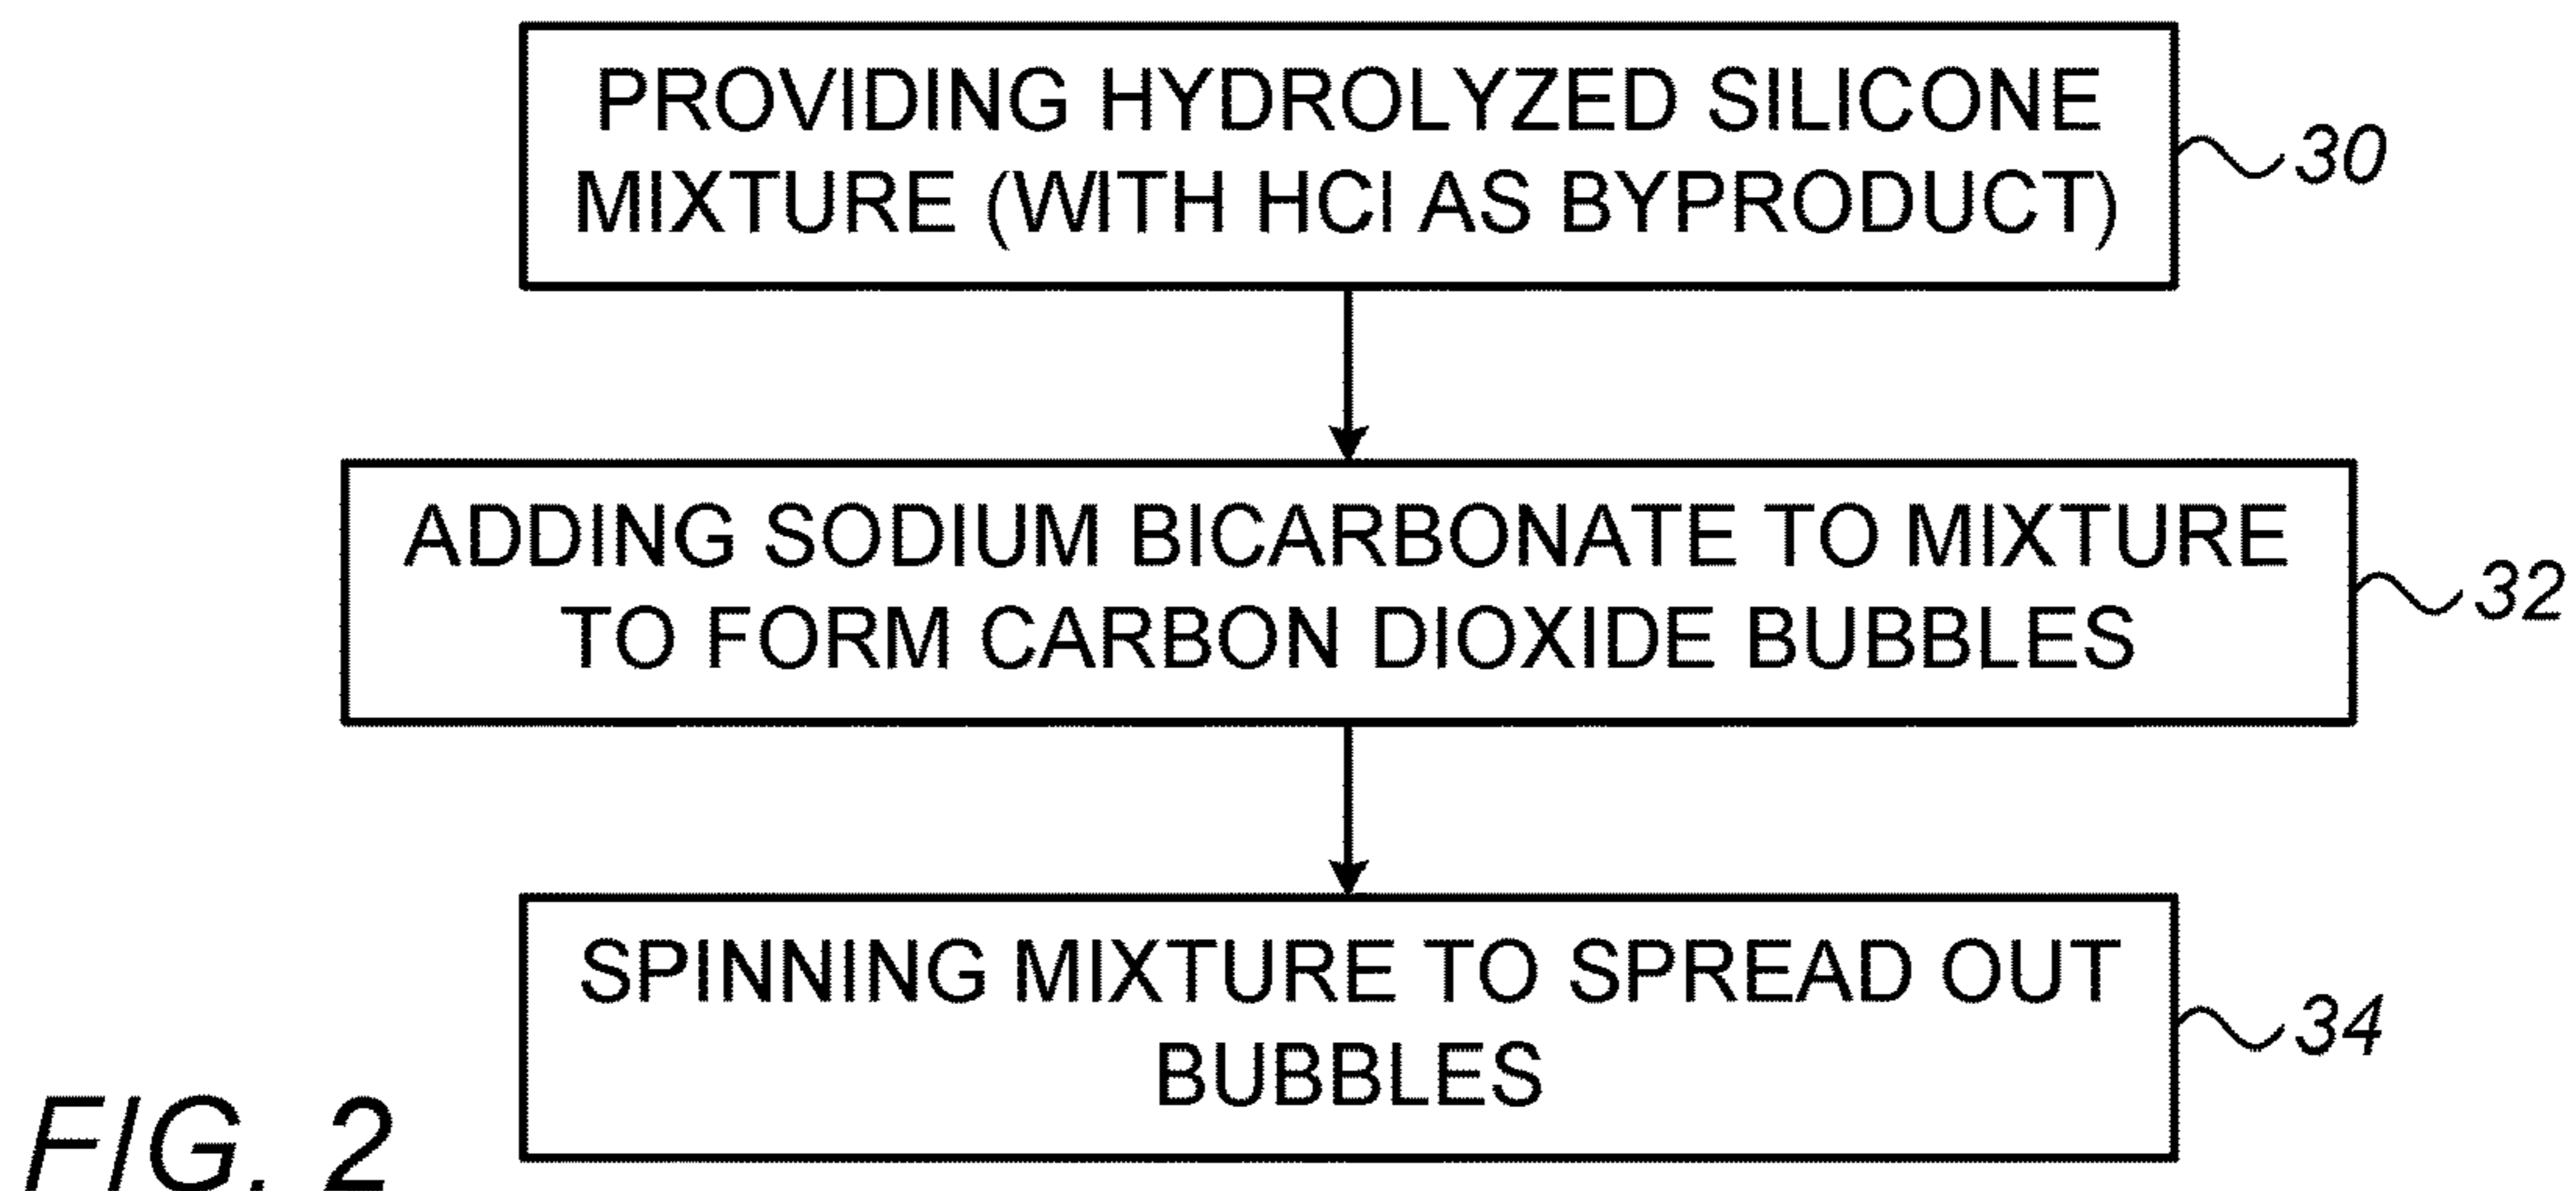 PROVIDING HYDROLYZED SILICONE
MIXTURE (WITH HCl AS BYPRODUCT)
30
ADDING SODIUM BICARBONATE TO MIXTURE
TO FORM CARBON DIOXIDE BUBBLES
32
SPINNING MIXTURE TO SPREAD OUT
BUBBLES
34
FIG. 2